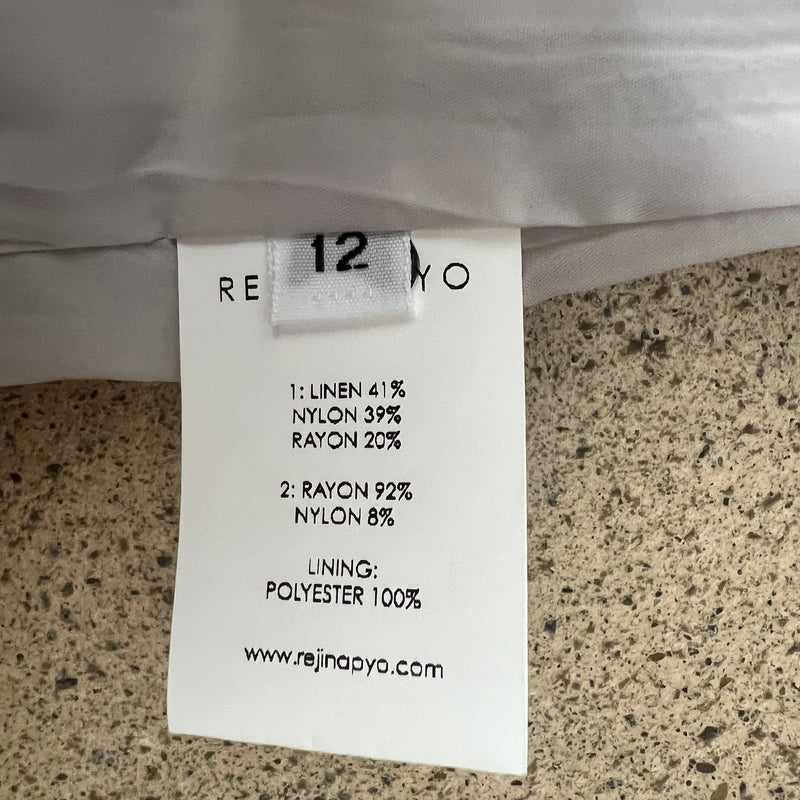 12
RE YO
1: LINEN 41%
NYLON 39%
RAYON 20%
2: RAYON 92%
NYLON 8%
LINING:
POLYESTER 100%
www.rejinapyo.com